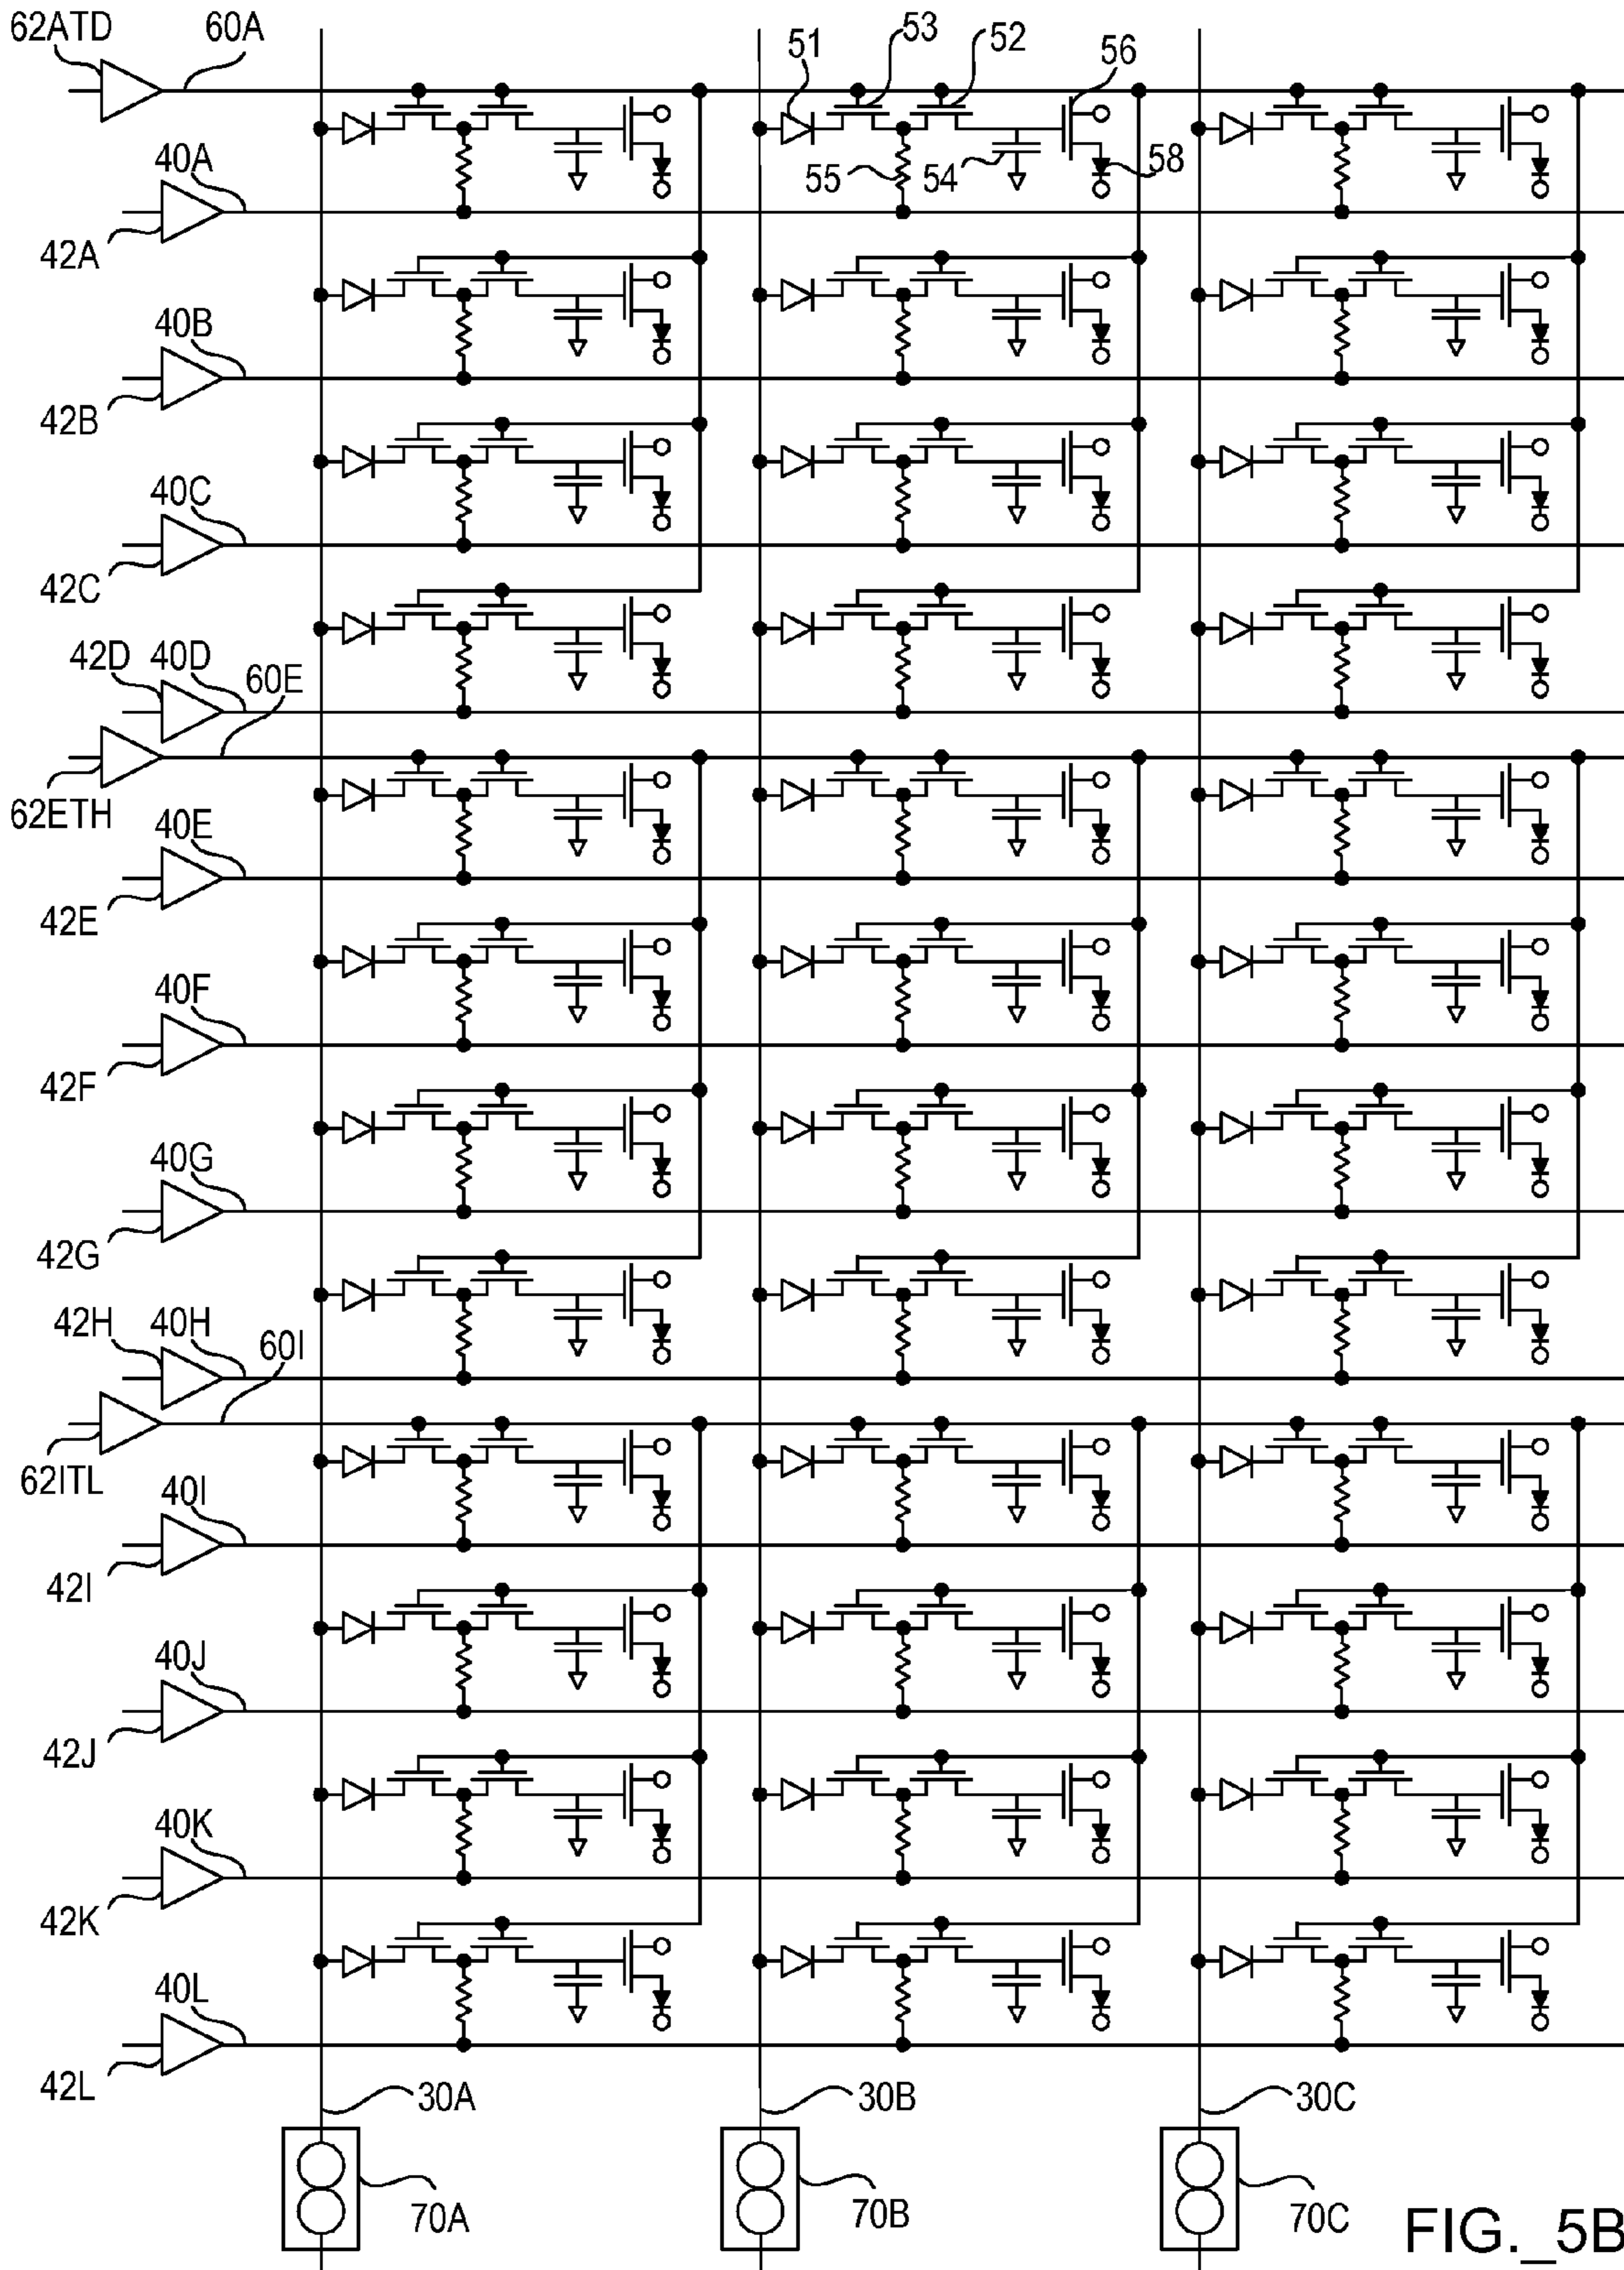 62ATD 60A 51 53 52 56
40A 55 54 58
42A
40B
42B
40C
42C
42D 40D 60E
62ETH 40E
42E
40F
42F
40G
42G
42H 40H 60I
62ITL 40I
42I
40J
42J
40K
42K
40L
42L 30A 30B 30C
70A 70B 70C
FIG._5B